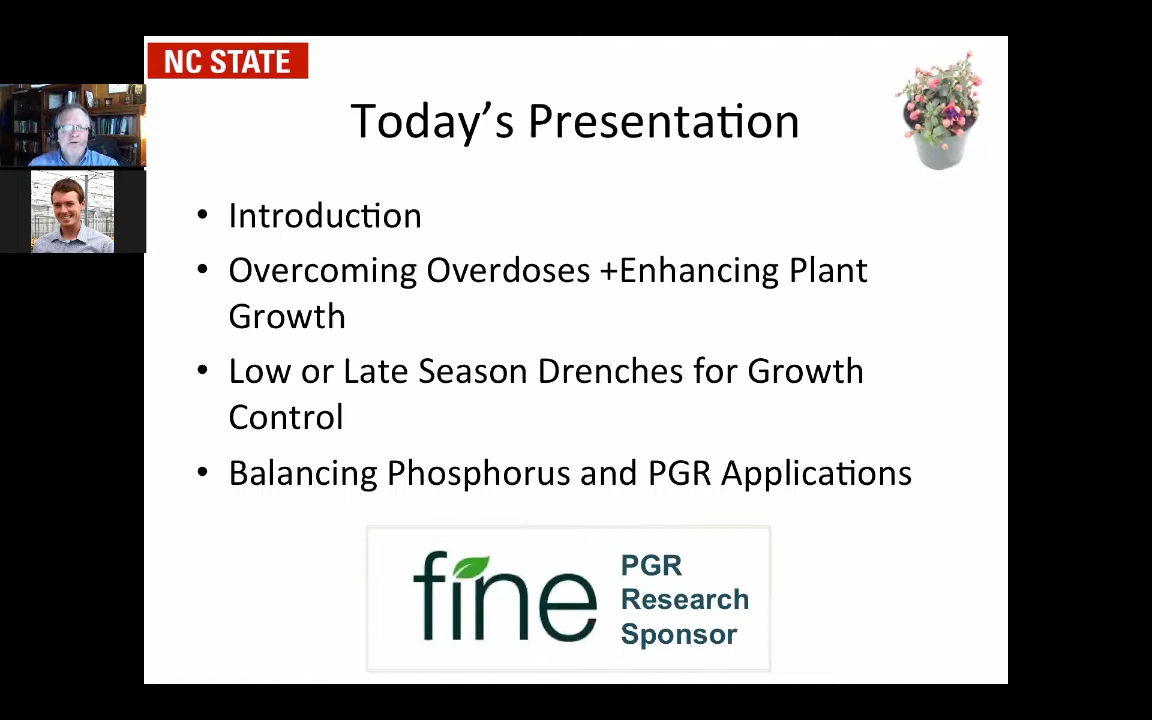 NC STATE
Today's Presentation
• Introduction
• Overcoming Overdoses +Enhancing Plant
Growth
• Low or Late Season Drenches for Growth
Control
• Balancing Phosphorus and PGR Applications
fine
PGR
Research
Sponsor